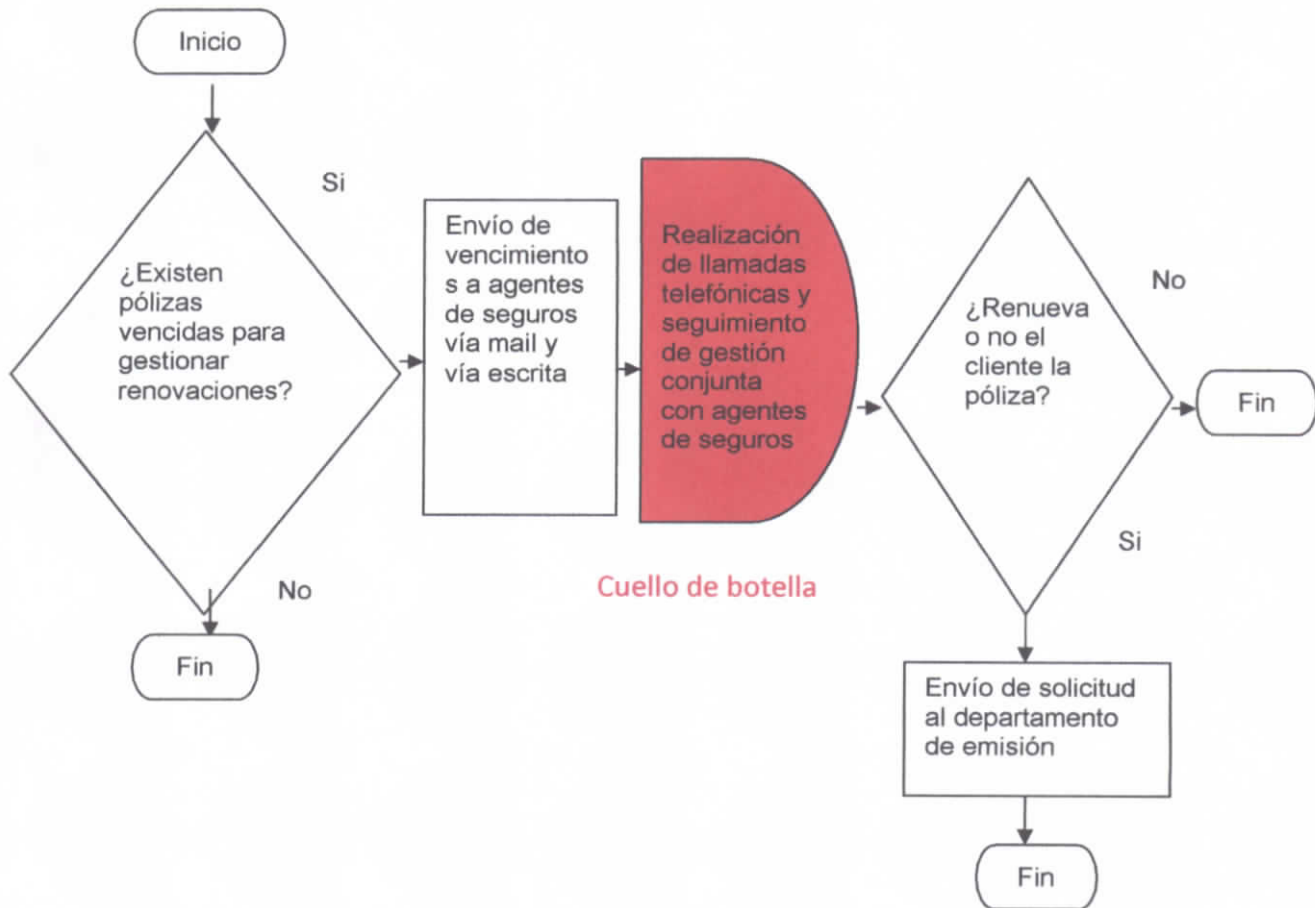 Inicio
Si
¿Existen
pólizas
vencidas para
gestionar
renovaciones?
No
Fin
Envío de
vencimiento
s a agentes
de seguros
vía mail y
vía escrita
Realización
de llamadas
telefónicas y
seguimiento
de gestión
conjunta
con agentes
de seguros
Cuello de botella
¿Renueva
o no el
cliente la
póliza?
No
Fin
Si
Envío de solicitud
al departamento
de emisión
Fin